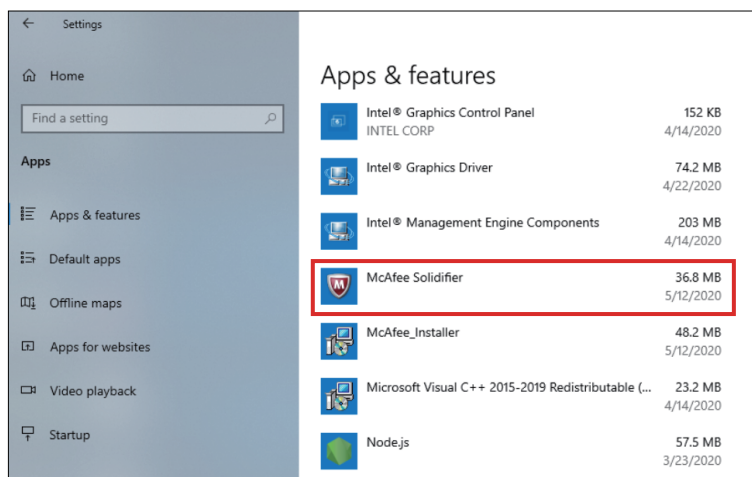 Settings
Home
Find a setting
Apps
Apps & features
Default apps
Offline maps
Apps for websites
Video playback
Startup
Apps & features
Intel® Graphics Control Panel 152 KB
INTEL CORP 4/14/2020
Intel® Graphics Driver 74.2 MB
4/22/2020
Intel® Management Engine Components 203 MB
4/14/2020
McAfee Solidifier 36.8 MB
5/12/2020
McAfee_Installer 48.2 MB
5/12/2020
Microsoft Visual C++ 2015-2019 Redistributable (... 23.2 MB
4/14/2020
Node.js 57.5 MB
3/23/2020